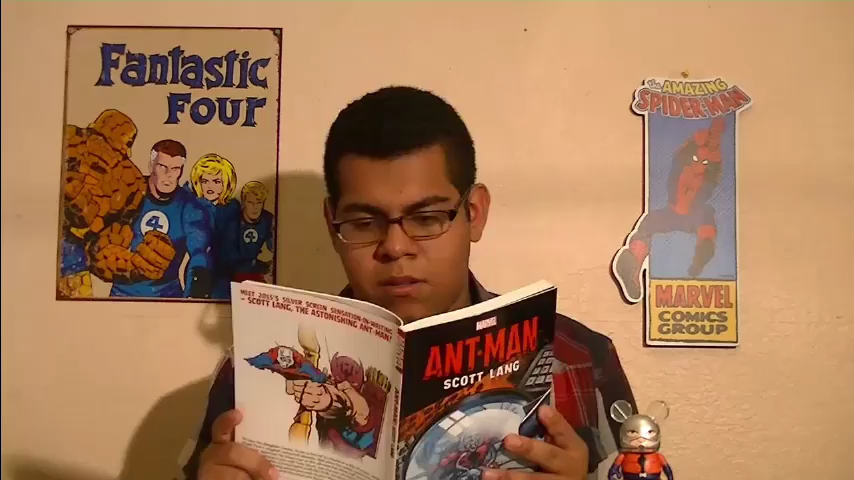 Fantastic
Four
4
4
The AMAZING
SPIDER-MAN
MARVEL
COMICS
GROUP
MEET 2015'S SILVER SCREEN SENSATION-IN-WAITING
– SCOTT LANG, THE ASTONISHING ANT-MAN!
MARVEL
ANT-MAN
SCOTT LANG